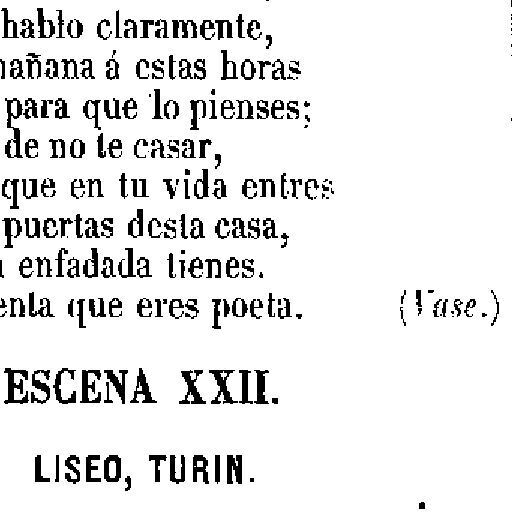 hablo claramente,
mañana á estas horas
para que lo pienses;
de no te casar,
que en tu vida entres
puertas desta casa,
enfadada tienes.
que eres poeta. (Vase.)
ESCENA XXII.
LISEO, TURIN.